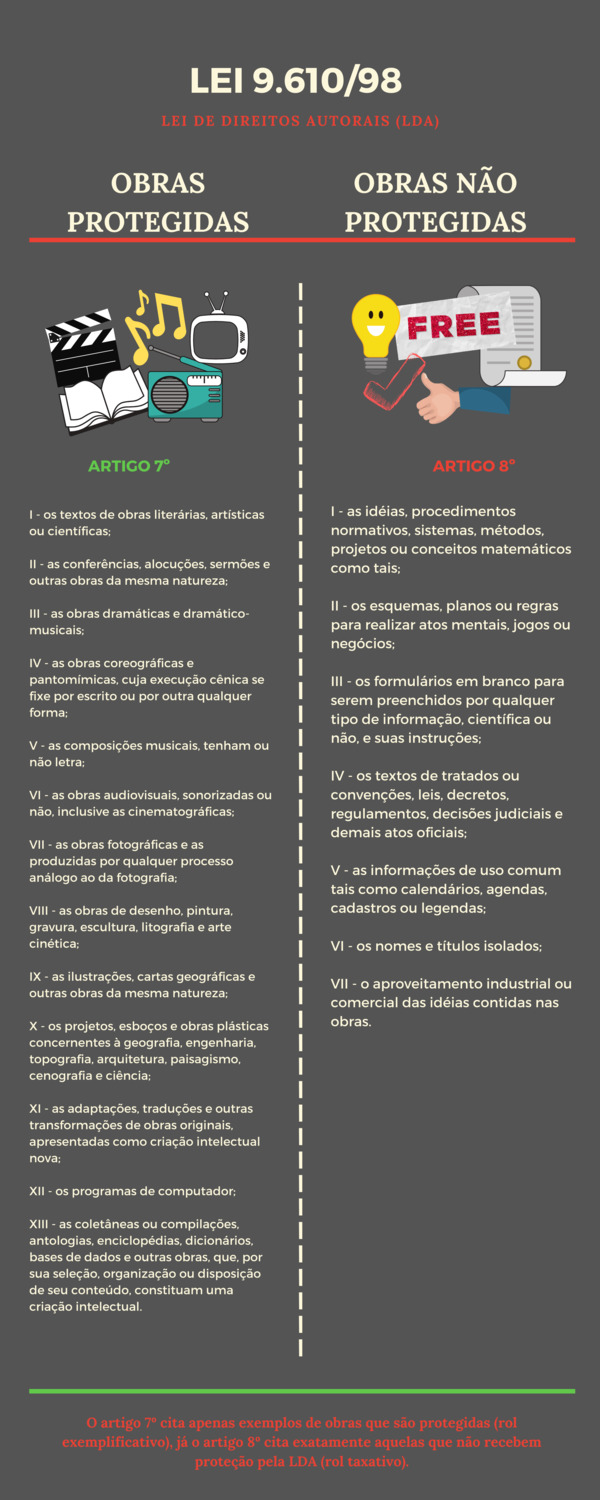 LEI 9.610/98
LEI DE DIREITOS AUTORAIS (LDA)
OBRAS
PROTEGIDAS
OBRAS NÃO
PROTEGIDAS
FREE
ARTIGO 7º
I - os textos de obras literárias, artísticas
ou científicas;
II - as conferências, alocuções, sermões e
outras obras da mesma natureza;
III - as obras dramáticas e dramático-
musicais;
IV - as obras coreográficas e
pantomímicas, cuja execução cênica se
fixe por escrito ou por outra qualquer
forma;
V - as composições musicais, tenham ou
não letra;
VI - as obras audiovisuais, sonorizadas ou
não, inclusive as cinematográficas;
VII - as obras fotográficas e as
produzidas por qualquer processo
análogo ao da fotografia;
VIII - as obras de desenho, pintura,
gravura, escultura, litografia e arte
cinética;
IX - as ilustrações, cartas geográficas e
outras obras da mesma natureza;
X - os projetos, esboços e obras plásticas
concernentes à geografia, engenharia,
topografia, arquitetura, paisagismo,
cenografia e ciência;
XI - as adaptações, traduções e outras
transformações de obras originais,
apresentadas como criação intelectual
nova;
XII - os programas de computador;
XIII - as coletâneas ou compilações,
antologias, enciclopédias, dicionários,
bases de dados e outras obras, que, por
sua seleção, organização ou disposição
de seu conteúdo, constituam uma
criação intelectual.
ARTIGO 8º
I - as idéias, procedimentos
normativos, sistemas, métodos,
projetos ou conceitos matemáticos
como tais;
II - os esquemas, planos ou regras
para realizar atos mentais, jogos ou
negócios;
III - os formulários em branco para
serem preenchidos por qualquer
tipo de informação, científica ou
não, e suas instruções;
IV - os textos de tratados ou
convenções, leis, decretos,
regulamentos, decisões judiciais e
demais atos oficiais;
V - as informações de uso comum
tais como calendários, agendas,
cadastros ou legendas;
VI - os nomes e títulos isolados;
VII - o aproveitamento industrial ou
comercial das idéias contidas nas
obras.
O artigo 7º cita apenas exemplos de obras que são protegidas (rol
exemplificativo), já o artigo 8º cita exatamente aquelas que não recebem
proteção pela LDA (rol taxativo).